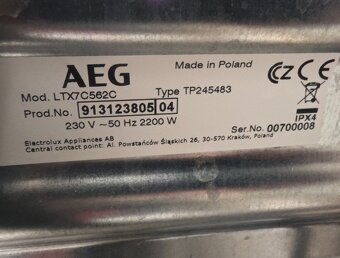 AEG
Made in Poland
Mod. LTX7C562C Type TP245483
Prod.No. 913123805 04
230 V ~50 Hz 2200 W
Ser.No. 00700008
Electrolux Appliances AB
Central contact point: Al. Powstańców Śląskich 26, 30-570 Kraków, Poland
CE
IPX4